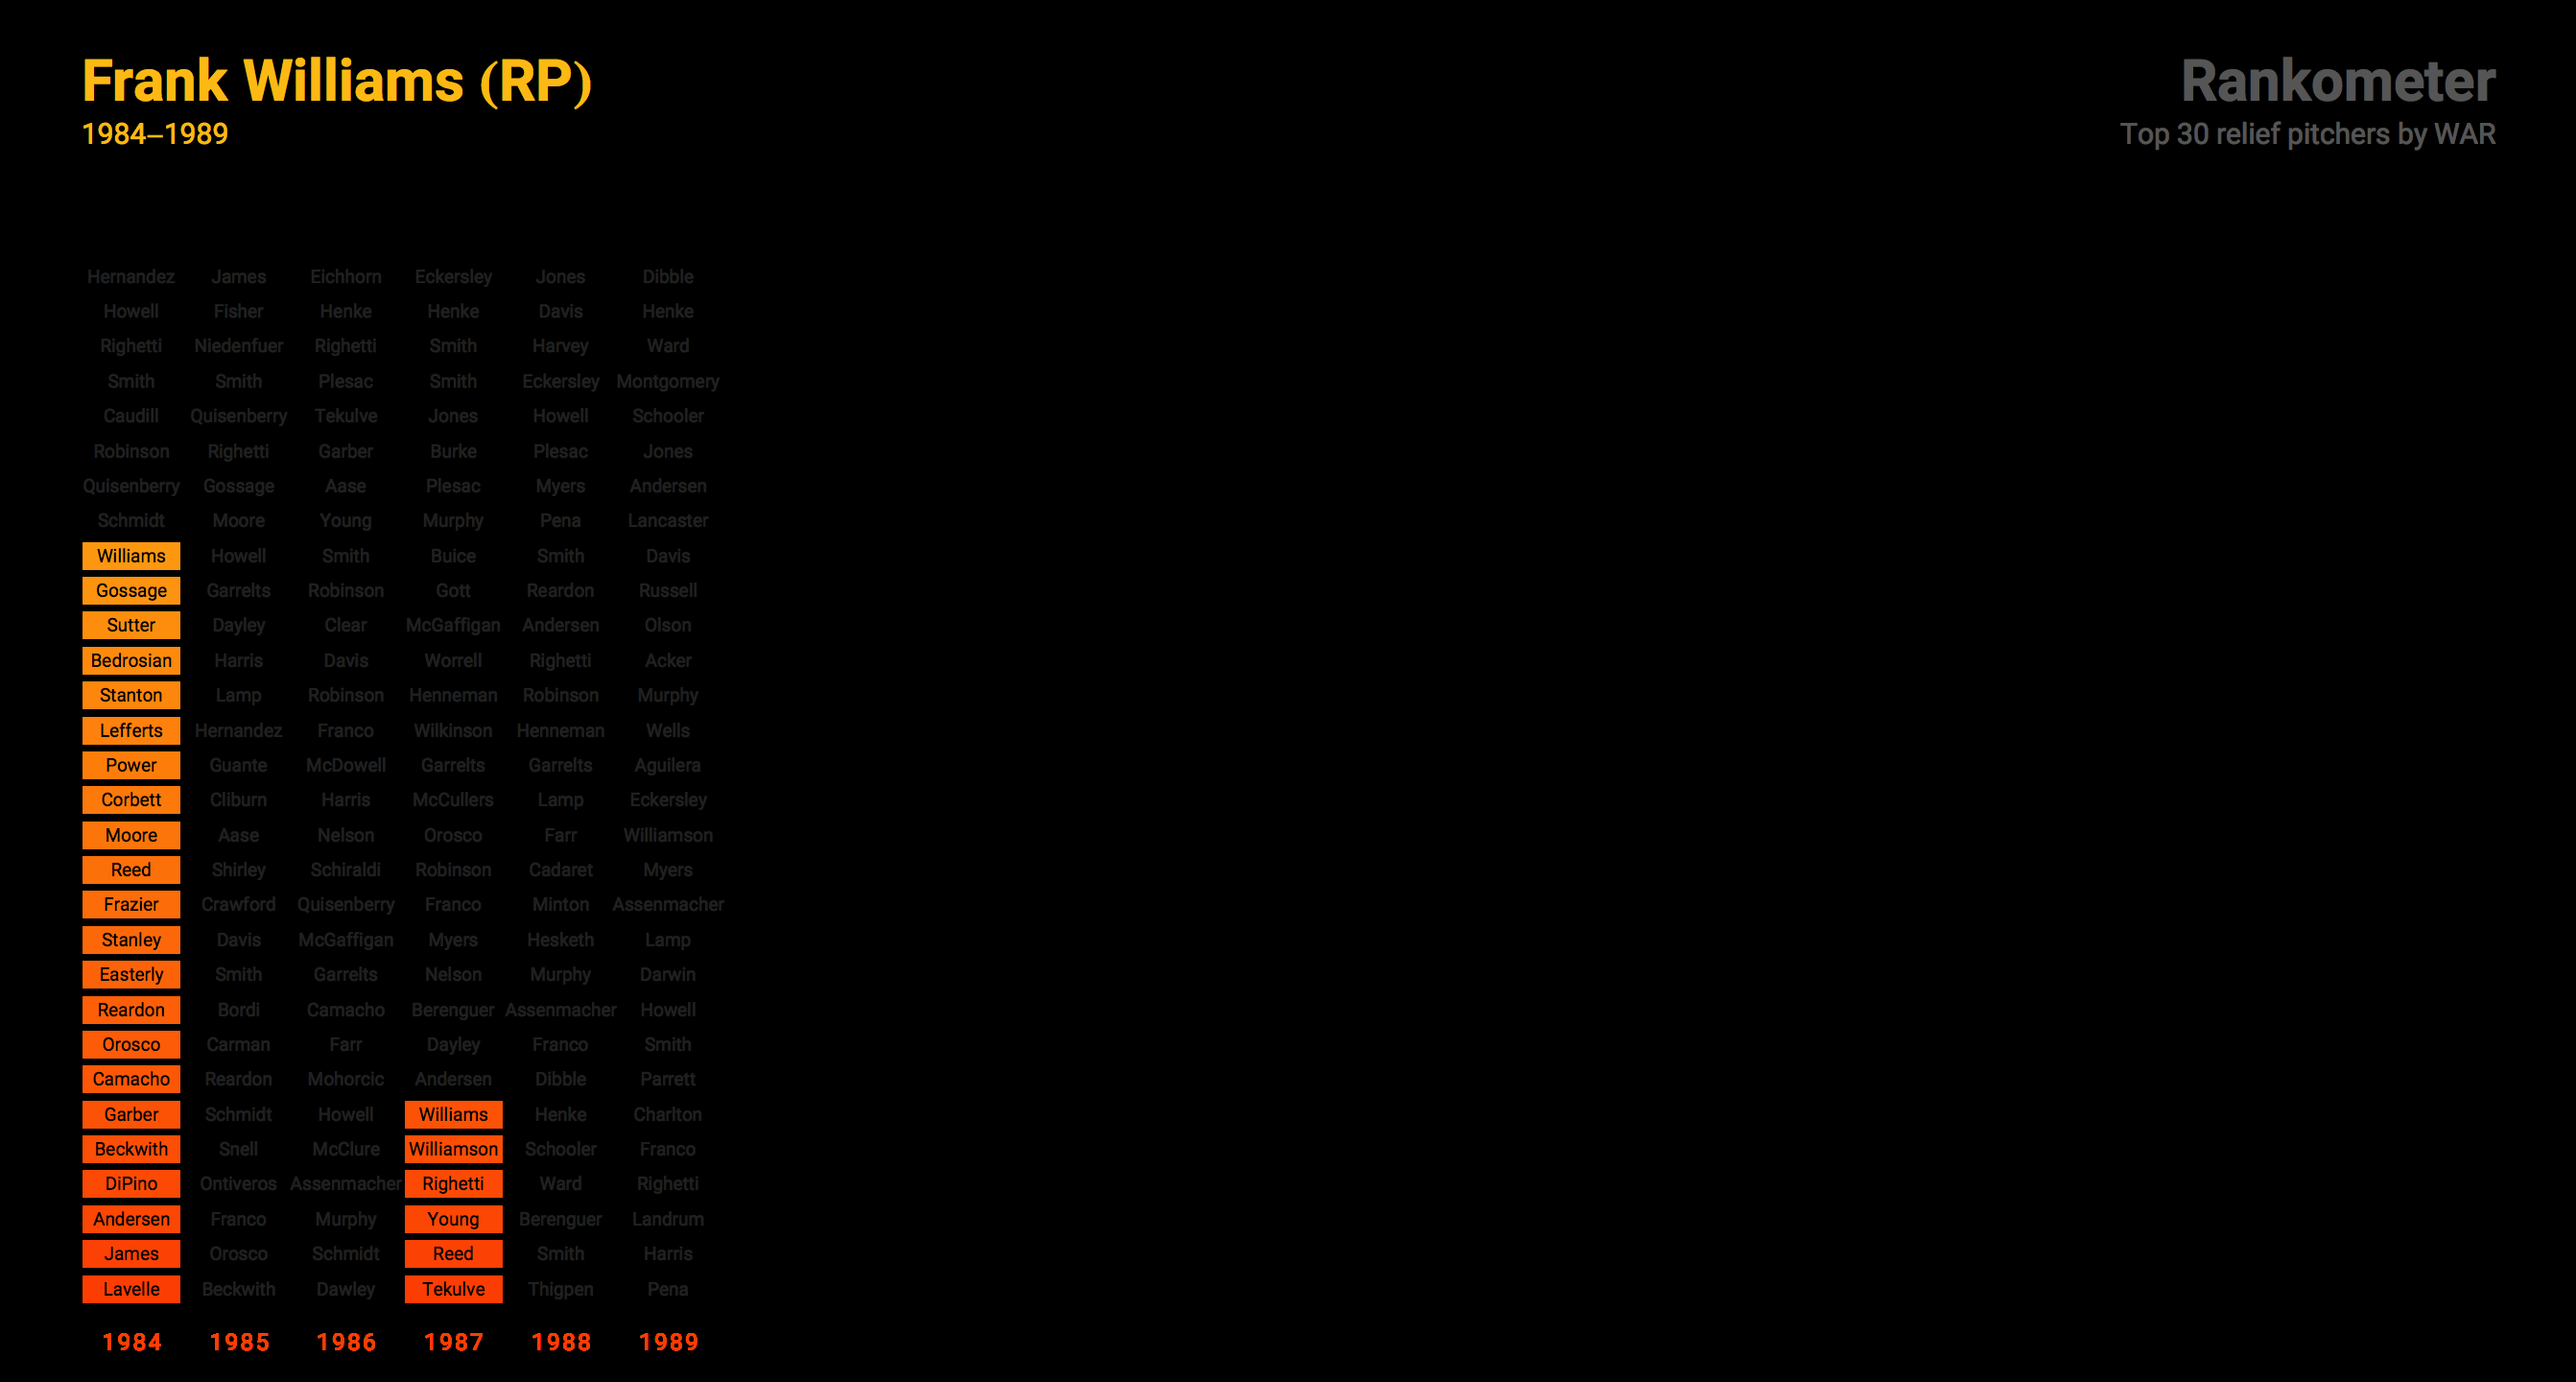 Frank Williams (RP)
1984–1989
Rankometer
Top 30 relief pitchers by WAR
Hernandez James Eichhorn Eckersley Jones Dibble
Howell Fisher Henke Henke Davis Henke
Righetti Niedenfuer Righetti Smith Harvey Ward
Smith Smith Plesac Smith Eckersley Montgomery
Caudill Quisenberry Tekulve Jones Howell Schooler
Robinson Righetti Garber Burke Plesac Jones
Quisenberry Gossage Aase Plesac Myers Andersen
Schmidt Moore Young Murphy Pena Lancaster
Williams Howell Smith Buice Smith Davis
Gossage Garrelts Robinson Gott Reardon Russell
Sutter Dayley Clear McGaffigan Andersen Olson
Bedrosian Harris Davis Worrell Righetti Acker
Stanton Lamp Robinson Henneman Robinson Murphy
Lefferts Hernandez Franco Wilkinson Henneman Wells
Power Guante McDowell Garrelts Garrelts Aguilera
Corbett Cliburn Harris McCullers Lamp Eckersley
Moore Aase Nelson Orosco Farr Williamson
Reed Shirley Schiraldi Robinson Cadaret Myers
Frazier Crawford Quisenberry Franco Minton Assenmacher
Stanley Davis McGaffigan Myers Hesketh Lamp
Easterly Smith Garrelts Nelson Murphy Darwin
Reardon Bordi Camacho Berenguer Assenmacher Howell
Orosco Carman Farr Dayley Franco Smith
Camacho Reardon Mohorcic Andersen Dibble Parrett
Garber Schmidt Howell Williams Henke Charlton
Beckwith Snell McClure Williamson Schooler Franco
DiPino Ontiveros Assenmacher Righetti Ward Righetti
Andersen Franco Murphy Young Berenguer Landrum
James Orosco Schmidt Reed Smith Harris
Lavelle Beckwith Dawley Tekulve Thigpen Pena
1984 1985 1986 1987 1988 1989